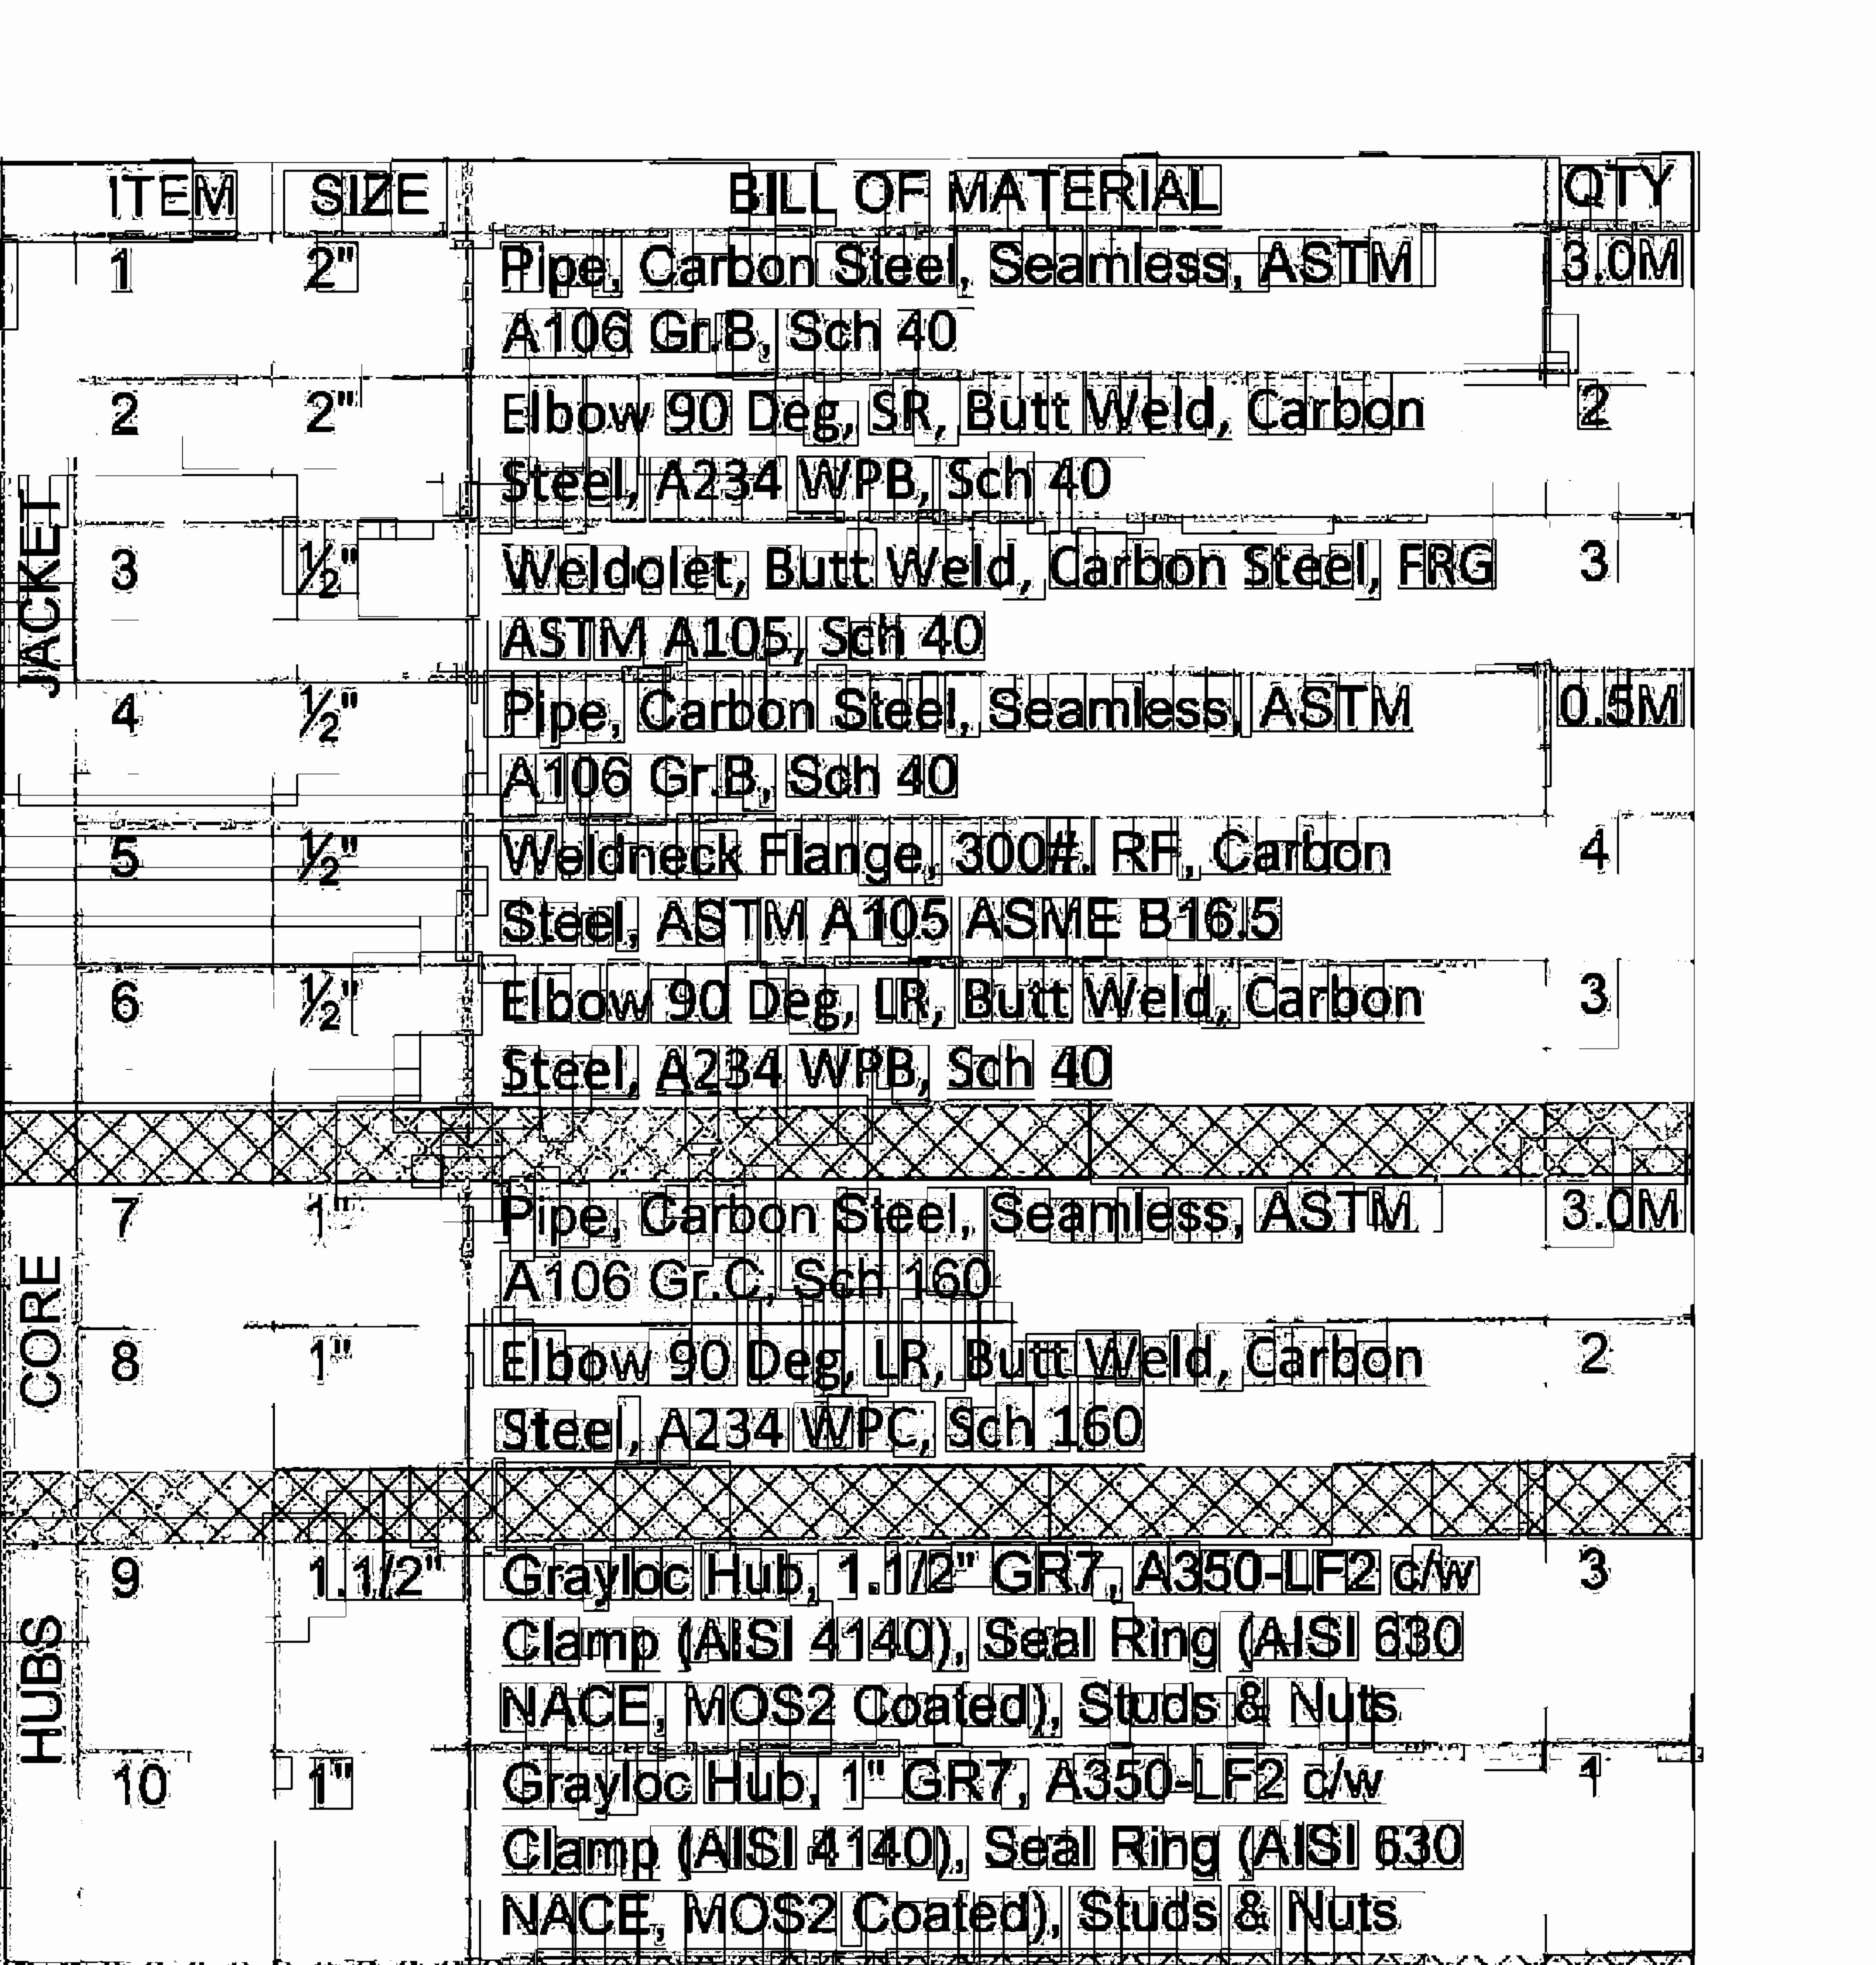 ITEM SIZE BILL OF MATERIAL QTY
JACKET
1 2" Pipe, Carbon Steel, Seamless, ASTM 3.0M
A106 Gr.B, Sch 40
2 2" Elbow 90 Deg, SR, Butt Weld, Carbon 2
Steel, A234 WPB, Sch 40
3 ½" Weldolet, Butt Weld, Carbon Steel, FRG 3
ASTM A105, Sch 40
4 ½" Pipe, Carbon Steel, Seamless, ASTM 0.5M
A106 Gr.B, Sch 40
5 ½" Weldneck Flange, 300#. RF, Carbon 4
Steel, ASTM A105 ASME B16.5
6 ½" Elbow 90 Deg, LR, Butt Weld, Carbon 3
Steel, A234 WPB, Sch 40
CORE
7 1" Pipe, Carbon Steel, Seamless, ASTM 3.0M
A106 Gr.C, Sch 160
8 1" Elbow 90 Deg, LR, Butt Weld, Carbon 2
Steel, A234 WPC, Sch 160
HUBS
9 1.1/2" Grayloc Hub, 1.1/2" GR7, A350-LF2 c/w 3
Clamp (AISI 4140), Seal Ring (AISI 630
NACE, MOS2 Coated), Studs & Nuts
10 1" Grayloc Hub, 1" GR7, A350-LF2 c/w 1
Clamp (AISI 4140), Seal Ring (AISI 630
NACE, MOS2 Coated), Studs & Nuts